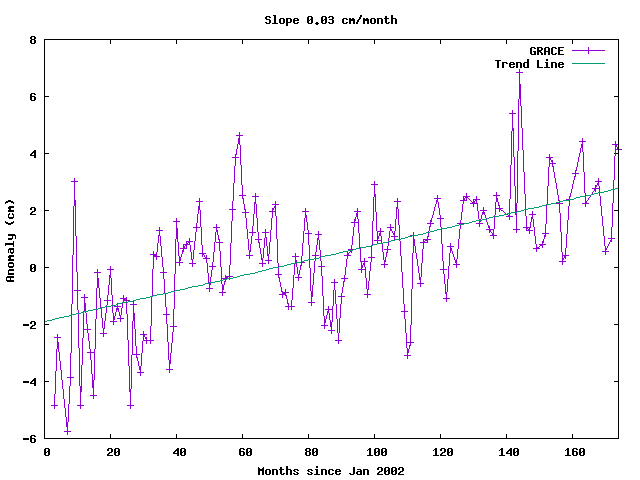 Slope 0.03 cm/month
8
GRACE
Trend Line
6
4
2
0
-2
-4
-6
Anomaly (cm)
0 20 40 60 80 100 120 140 160
Months since Jan 2002